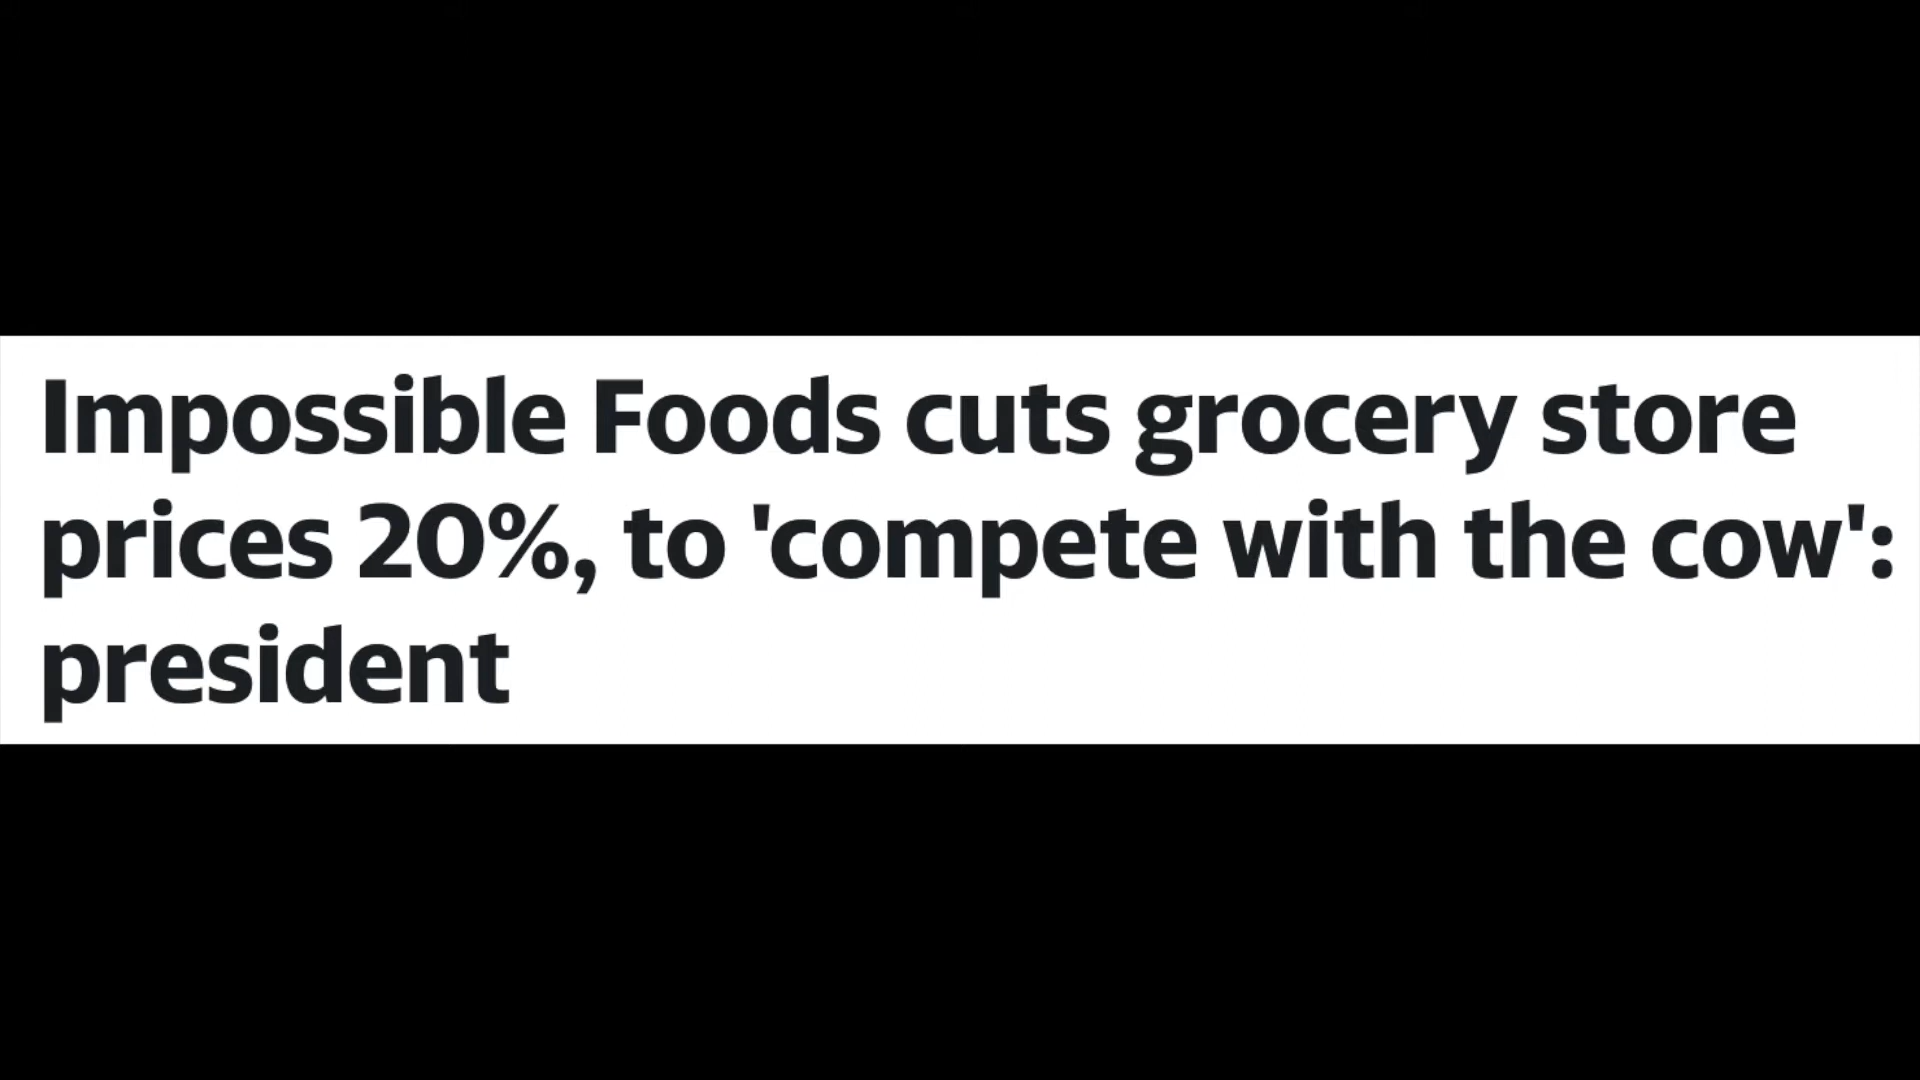 Impossible Foods cuts grocery store
prices 20%, to 'compete with the cow':
president